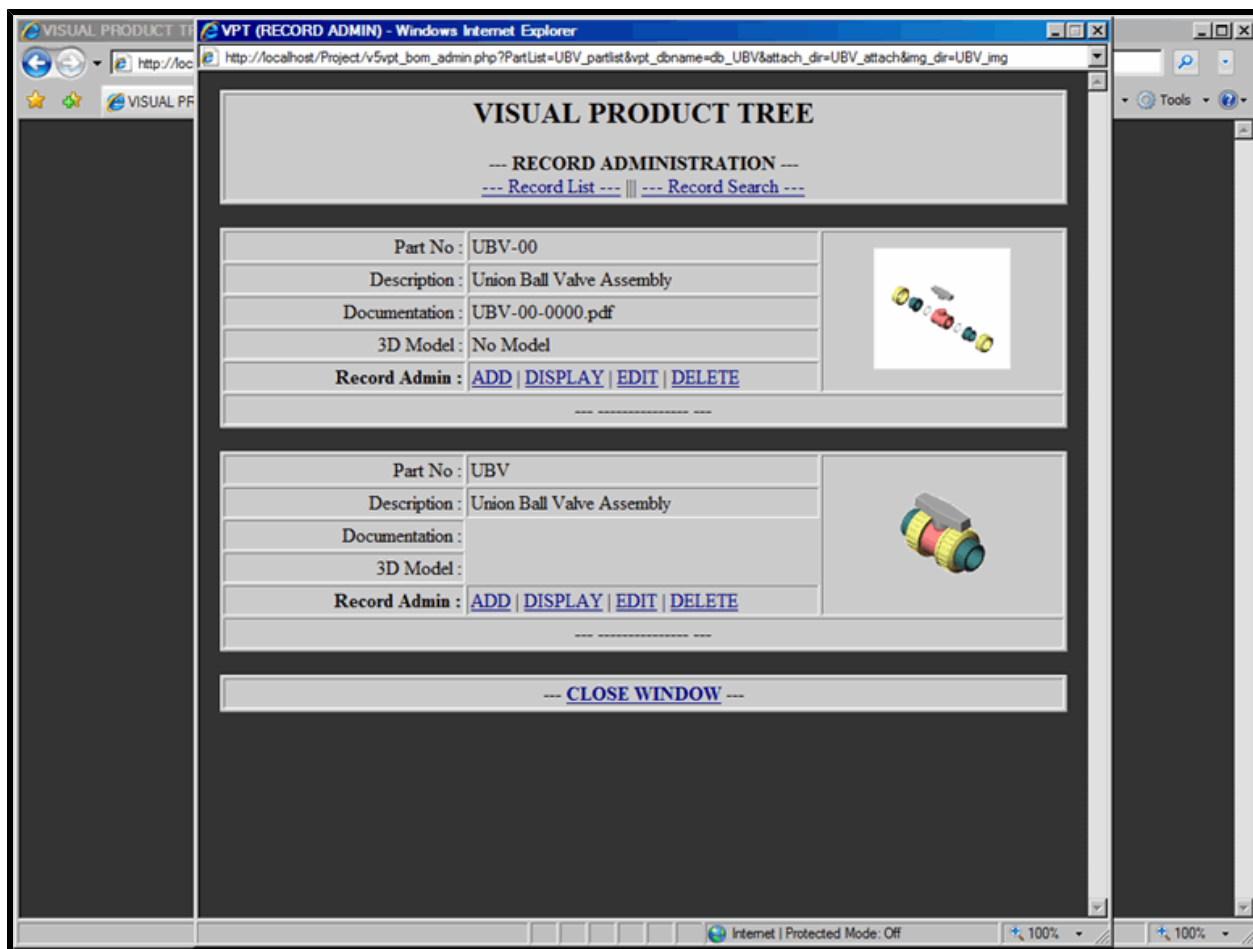 VISUAL PRODUCT TR
VPT (RECORD ADMIN) - Windows Internet Explorer
http://loc
http://localhost/Project/v5vpt_bom_admin.php?PartList=UBV_partlist&vpt_dbname=db_UBV&attach_dir=UBV_attach&img_dir=UBV_img
VISUAL PR
Tools
VISUAL PRODUCT TREE
--- RECORD ADMINISTRATION ---
--- Record List --- ||| --- Record Search ---
Part No : UBV-00
Description : Union Ball Valve Assembly
Documentation : UBV-00-0000.pdf
3D Model : No Model
Record Admin : ADD | DISPLAY | EDIT | DELETE
--- --------------- ---
Part No : UBV
Description : Union Ball Valve Assembly
Documentation :
3D Model :
Record Admin : ADD | DISPLAY | EDIT | DELETE
--- --------------- ---
--- CLOSE WINDOW ---
Internet | Protected Mode: Off 100% 100%